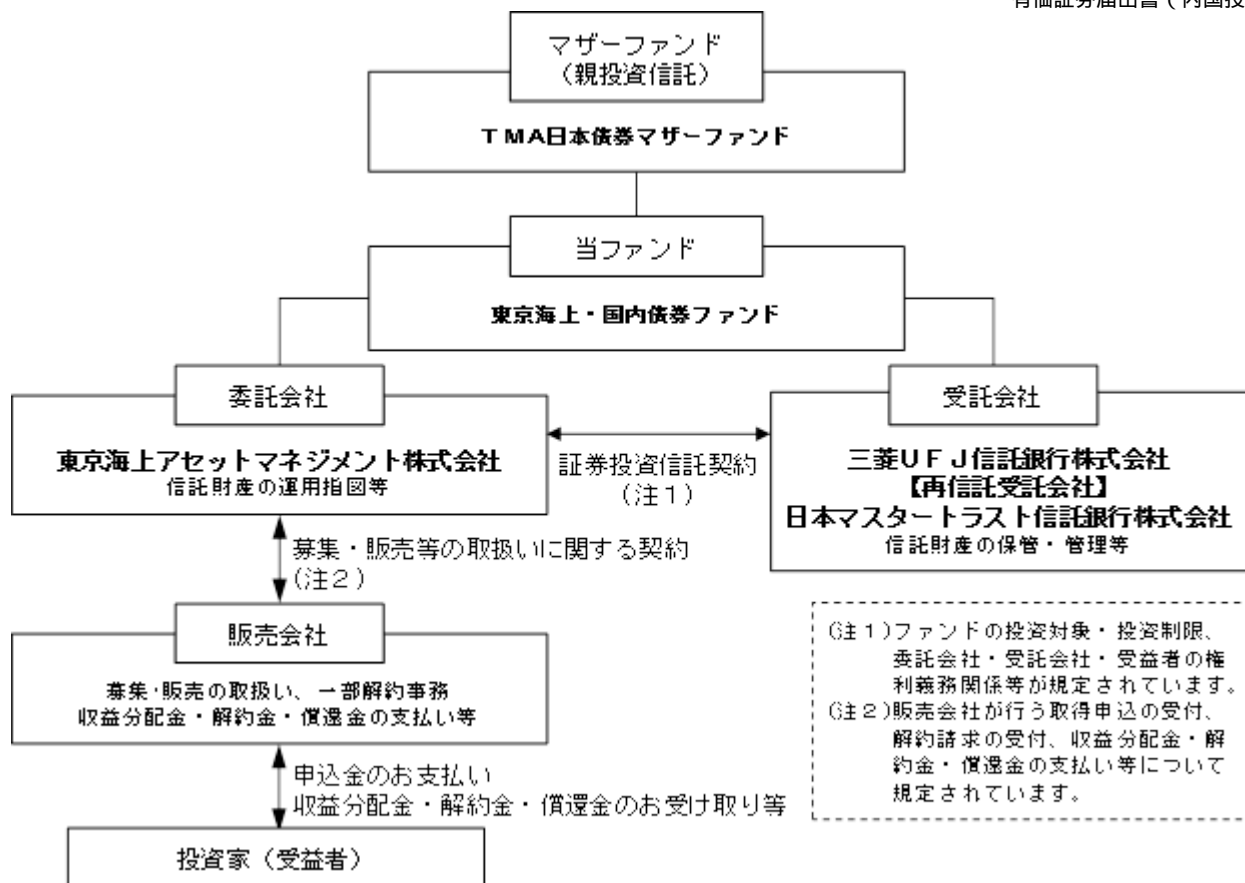 有価証券届出書（内国投
マザーファンド
（親投資信託）
ＴＭＡ日本債券マザーファンド
当ファンド
東京海上・国内債券ファンド
委託会社
東京海上アセットマネジメント株式会社
信託財産の運用指図等
証券投資信託契約
（注１）
受託会社
三菱ＵＦＪ信託銀行株式会社
【再信託受託会社】
日本マスタートラスト信託銀行株式会社
信託財産の保管・管理等
募集・販売等の取扱いに関する契約
（注２）
販売会社
募集・販売の取扱い、一部解約事務
収益分配金・解約金・償還金の支払い等
申込金のお支払い
収益分配金・解約金・償還金のお受け取り等
投資家（受益者）
（注１）ファンドの投資対象・投資制限、
委託会社・受託会社・受益者の権
利義務関係等が規定されています。
（注２）販売会社が行う取得申込の受付、
解約請求の受付、収益分配金・解
約金・償還金の支払い等について
規定されています。